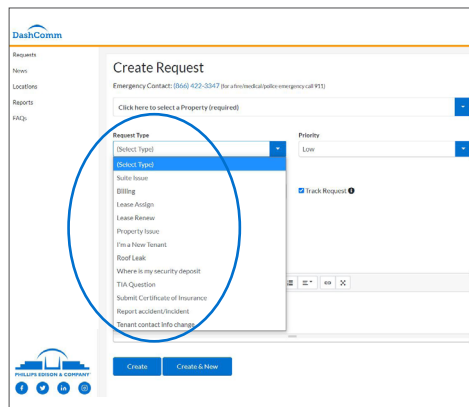 DashComm
Requests
News
Locations
Reports
FAQs
Create Request
Emergency Contact: (866) 422-3347 (for a fire/medical/police emergency call 911)
Click here to select a Property (required)
Request Type
Priority
(Select Type)
Low
(Select Type)
Suite Issue
Billing
Lease Assign
Lease Renew
Property Issue
I'm a New Tenant
Roof Leak
Where is my security deposit
TIA Question
Submit Certificate of Insurance
Report accident/incident
Tenant contact info change
Track Request
Create
Create & New
PHILLIPS EDISON & COMPANY